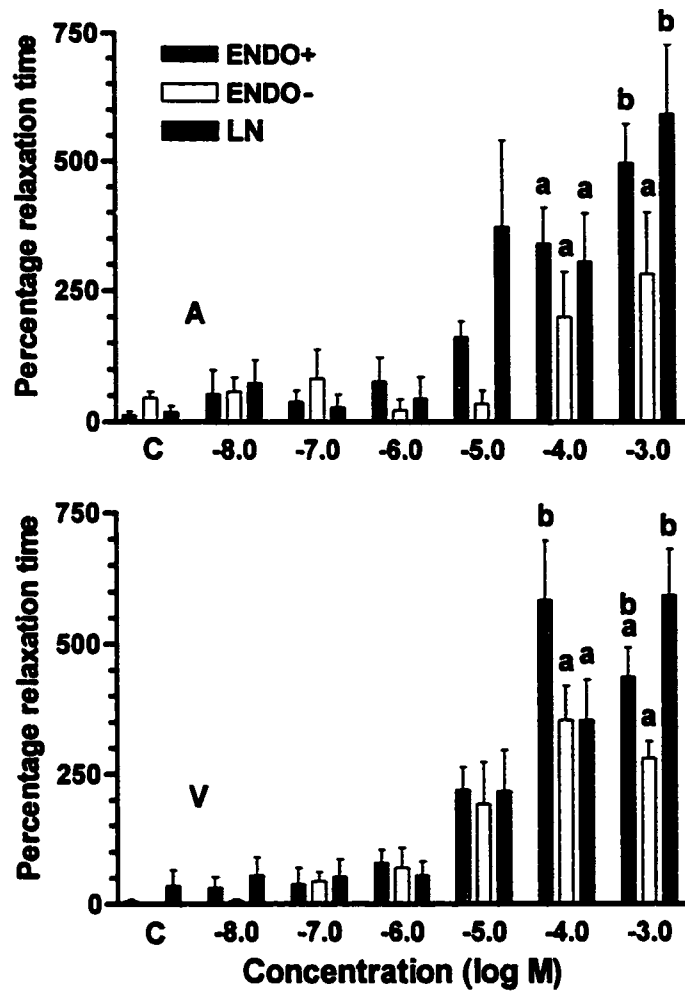 Percentage relaxation time
750
500
250
0
ENDO+
ENDO-
LN
A
a
a
a
b
a
b
C -8.0 -7.0 -6.0 -5.0 -4.0 -3.0
Percentage relaxation time
750
500
250
0
V
b
a
a
b
a
a
b
C -8.0 -7.0 -6.0 -5.0 -4.0 -3.0
Concentration (log M)